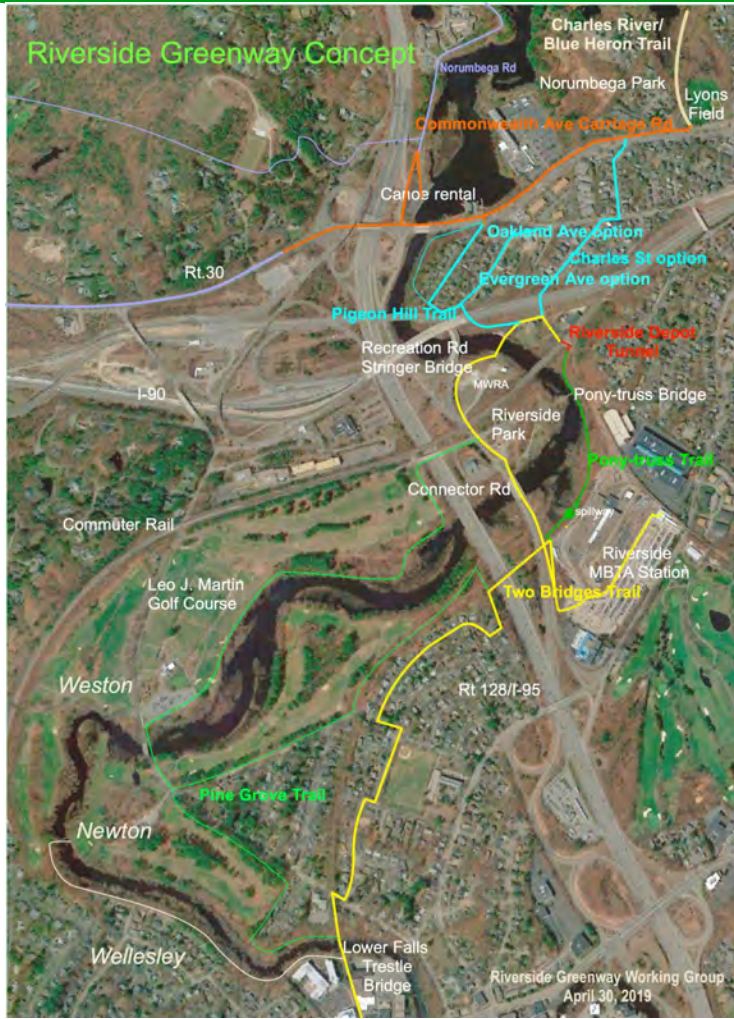 Riverside Greenway Concept
Charles River/
Blue Heron Trail
Norumbega Rd
Norumbega Park
Lyons
Field
Commonwealth Ave Carriage Rd
Canoe rental
Oakland Ave option
Charles St option
Evergreen Ave option
Rt.30
Pigeon Hill Trail
Riverside Depot
Tunnel
Recreation Rd
Stringer Bridge
I-90
MWRA
Pony-truss Bridge
Riverside
Park
Pony-truss Trail
Connector Rd
spillway
Commuter Rail
Riverside
MBTA Station
Leo J. Martin
Golf Course
Two Bridges Trail
Weston
Rt 128/I-95
Pine Grove Trail
Newton
Lower Falls
Trestle
Bridge
Wellesley
Riverside Greenway Working Group
April 30, 2019